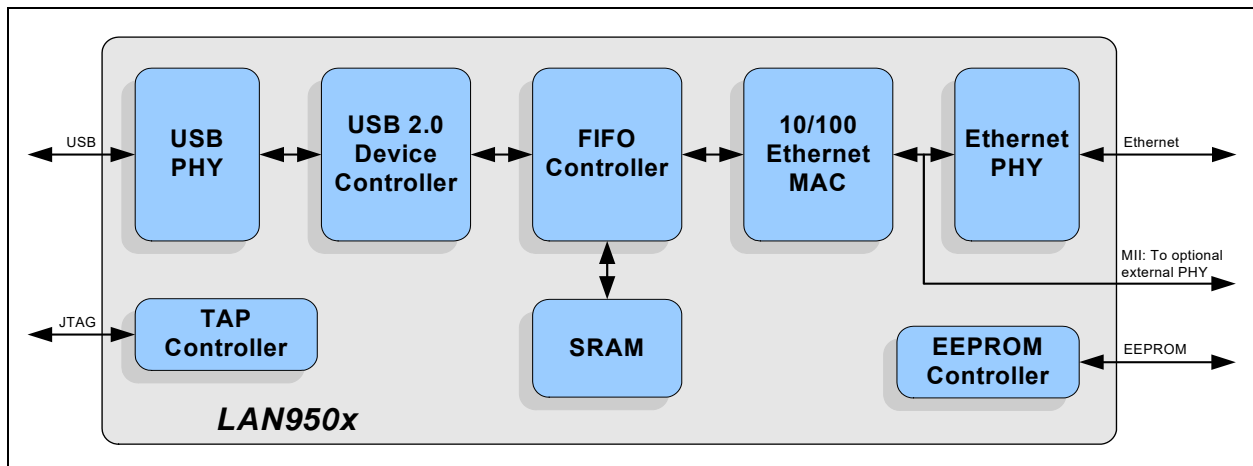 USB
USB
PHY
USB 2.0
Device
Controller
FIFO
Controller
10/100
Ethernet
MAC
Ethernet
PHY
Ethernet
MII: To optional
external PHY
JTAG
TAP
Controller
SRAM
EEPROM
Controller
EEPROM
LAN950x